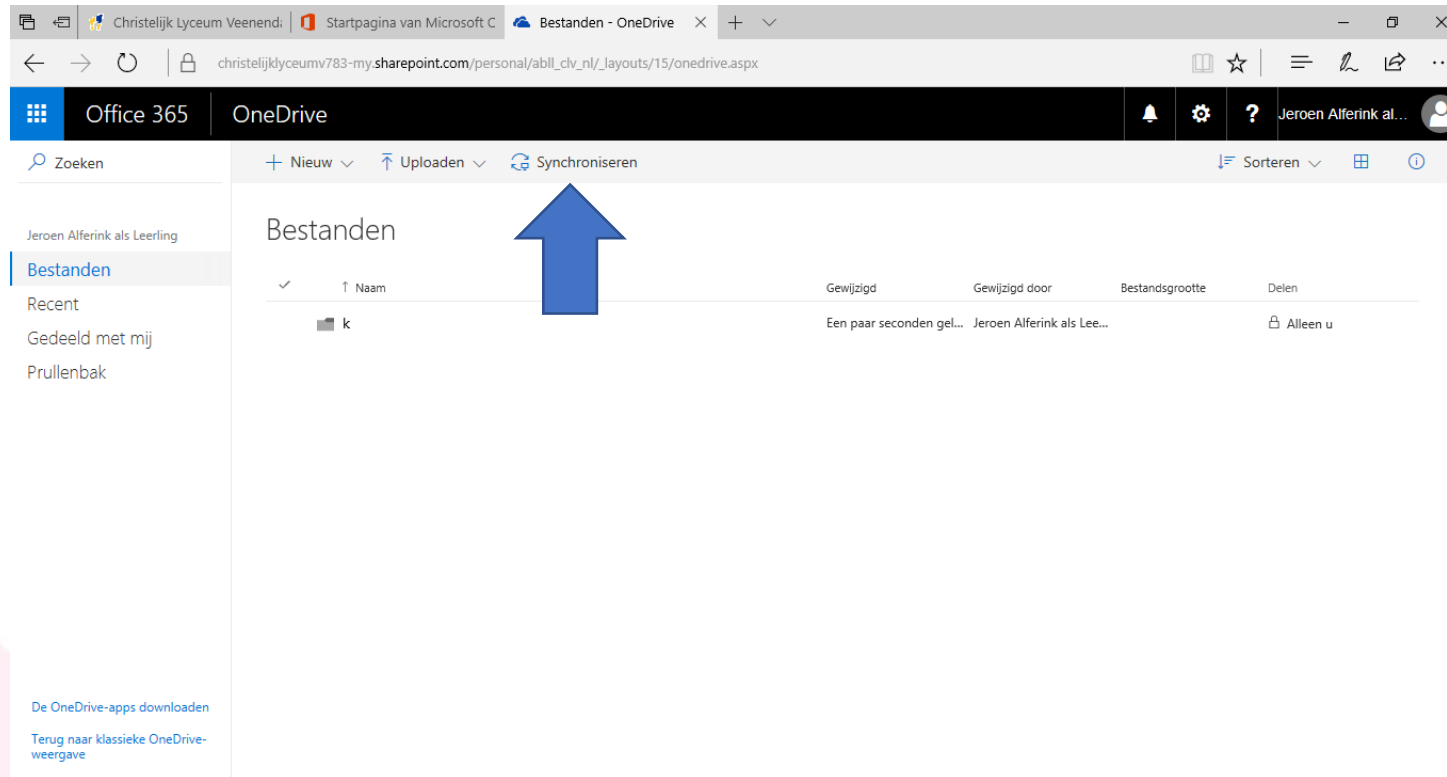 Christelijk Lyceum Veenenda
Startpagina van Microsoft C
Bestanden - OneDrive
christelijklyceumv783-my.sharepoint.com/personal/abll_clv_nl/_layouts/15/onedrive.aspx
Office 365
OneDrive
? Jeroen Alferink al...
Zoeken
+ Nieuw
Uploaden
Synchroniseren
Sorteren
Jeroen Alferink als Leerling
Bestanden
Recent
Gedeeld met mij
Prullenbak
Bestanden
↑ Naam
Gewijzigd
Gewijzigd door
Bestandsgrootte
Delen
k
Een paar seconden gel...
Jeroen Alferink als Lee...
Alleen u
De OneDrive-apps downloaden
Terug naar klassieke OneDrive-
weergave